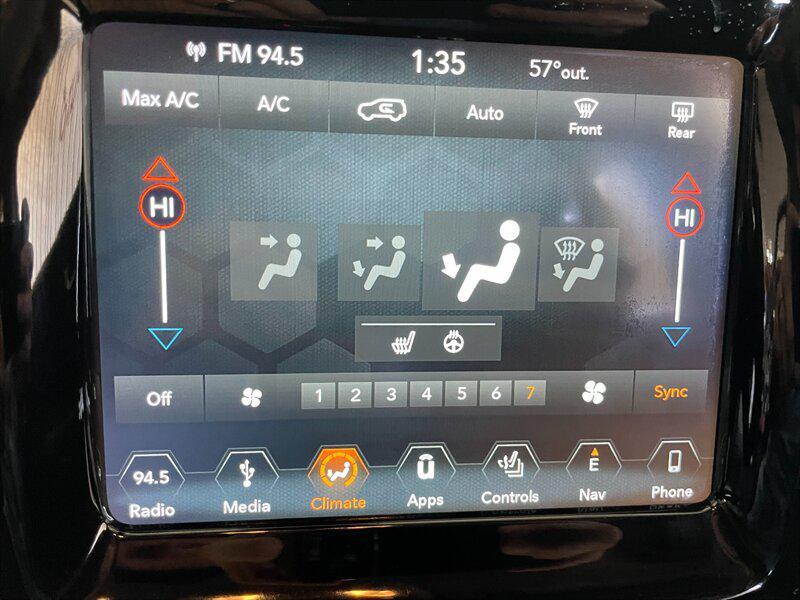 FM 94.5 1:35 57°out.
Max A/C A/C Auto Front Rear
HI HI
Off 1 2 3 4 5 6 7 Sync
94.5 E
Radio Media Climate Apps Controls Nav Phone